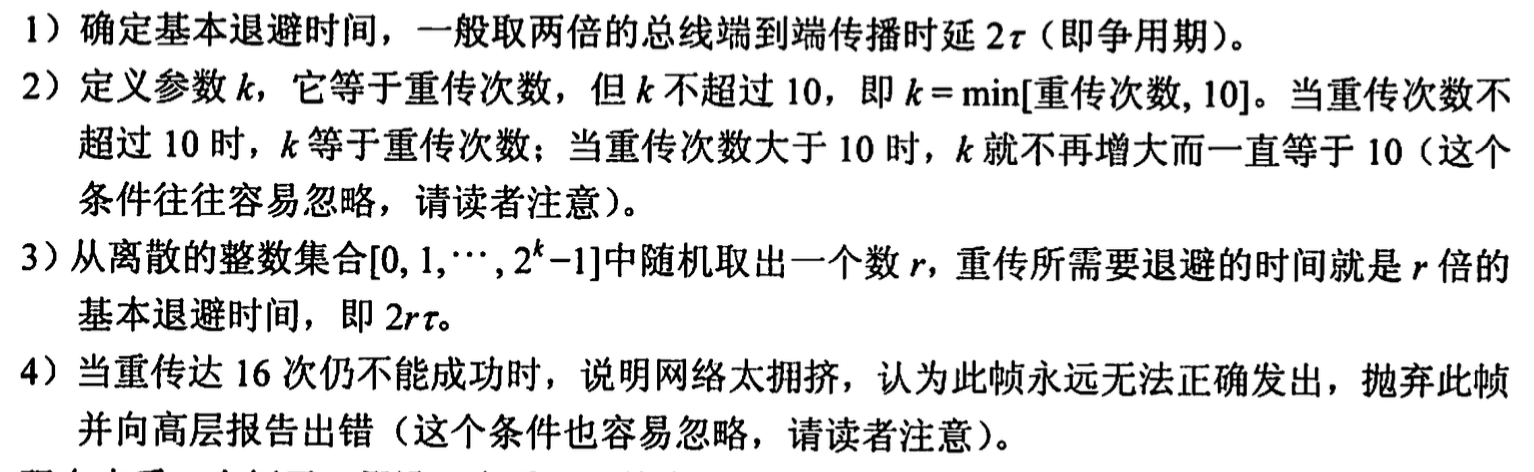 1）确定基本退避时间，一般取两倍的总线端到端传播时延 2τ（即争用期）。
2）定义参数 k，它等于重传次数，但 k 不超过 10，即 k = min[重传次数, 10]。当重传次数不
超过 10 时，k 等于重传次数；当重传次数大于 10 时，k 就不再增大而一直等于 10（这个
条件往往容易忽略，请读者注意）。
3）从离散的整数集合[0, 1,⋯, 2ᵏ−1]中随机取出一个数 r，重传所需要退避的时间就是 r 倍的
基本退避时间，即 2rτ。
4）当重传达 16 次仍不能成功时，说明网络太拥挤，认为此帧永远无法正确发出，抛弃此帧
并向高层报告出错（这个条件也容易忽略，请读者注意）。